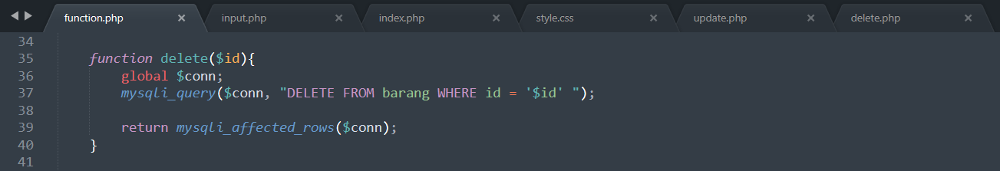 function.php × input.php × index.php × style.css × update.php × delete.php ×
34
35 function delete($id){
36 global $conn;
37 mysqli_query($conn, "DELETE FROM barang WHERE id = '$id' ");
38
39 return mysqli_affected_rows($conn);
40 }
41